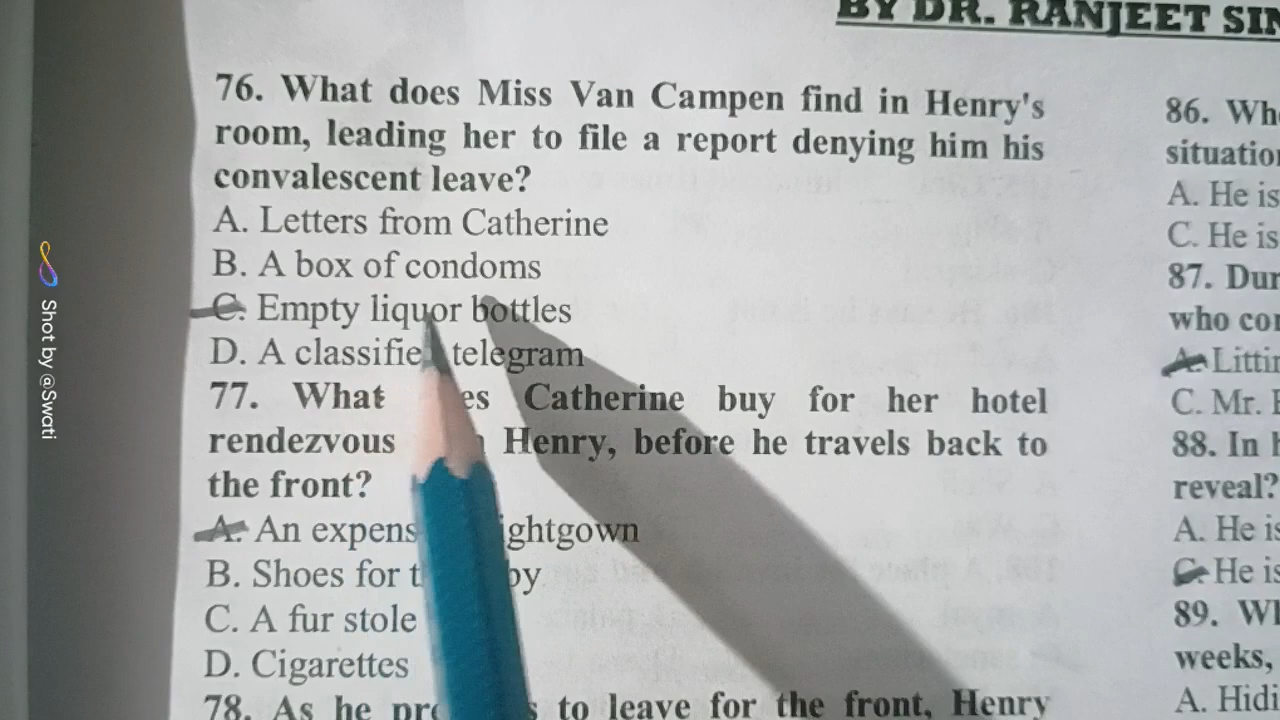 BY DR. RANJEET SIN
76. What does Miss Van Campen find in Henry's
room, leading her to file a report denying him his
convalescent leave?
A. Letters from Catherine
B. A box of condoms
C. Empty liquor bottles
D. A classifie telegram
77. What es Catherine buy for her hotel
rendezvous Henry, before he travels back to
the front?
A. An expens ightgown
B. Shoes for t by
C. A fur stole
D. Cigarettes
78. As he pr s to leave for the front, Henry
86. Wh
situation
A. He is
C. He is
87. Dur
who con
A. Littin
C. Mr.
88. In
reveal?
A. He is
C. He is
89. Wh
weeks,
A. Hidi
Shot by @Swati